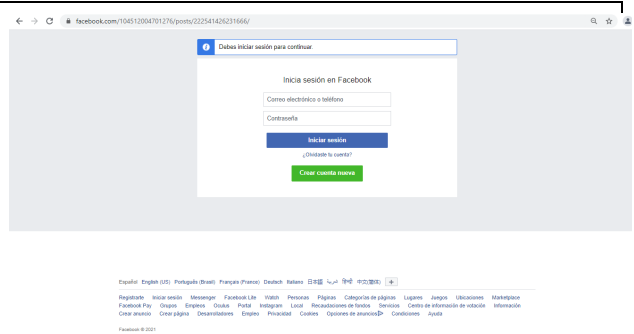 facebook.com/104512004701276/posts/222541426231666/
Debes iniciar sesión para continuar.
Inicia sesión en Facebook
Correo electrónico o teléfono
Contraseña
Iniciar sesión
¿Olvidaste tu cuenta?
Crear cuenta nueva
Español English (US) Português (Brasil) Français (France) Deutsch Italiano 日本語 العربية हिन्दी 中文(简体) +
Regístrate Iniciar sesión Messenger Facebook Lite Watch Personas Páginas Categorías de páginas Lugares Juegos Ubicaciones Marketplace
Facebook Pay Grupos Empleos Oculus Portal Instagram Local Recaudaciones de fondos Servicios Centro de información de votación Información
Crear anuncio Crear página Desarrolladores Empleo Privacidad Cookies Opciones de anuncios Condiciones Ayuda
Facebook © 2021